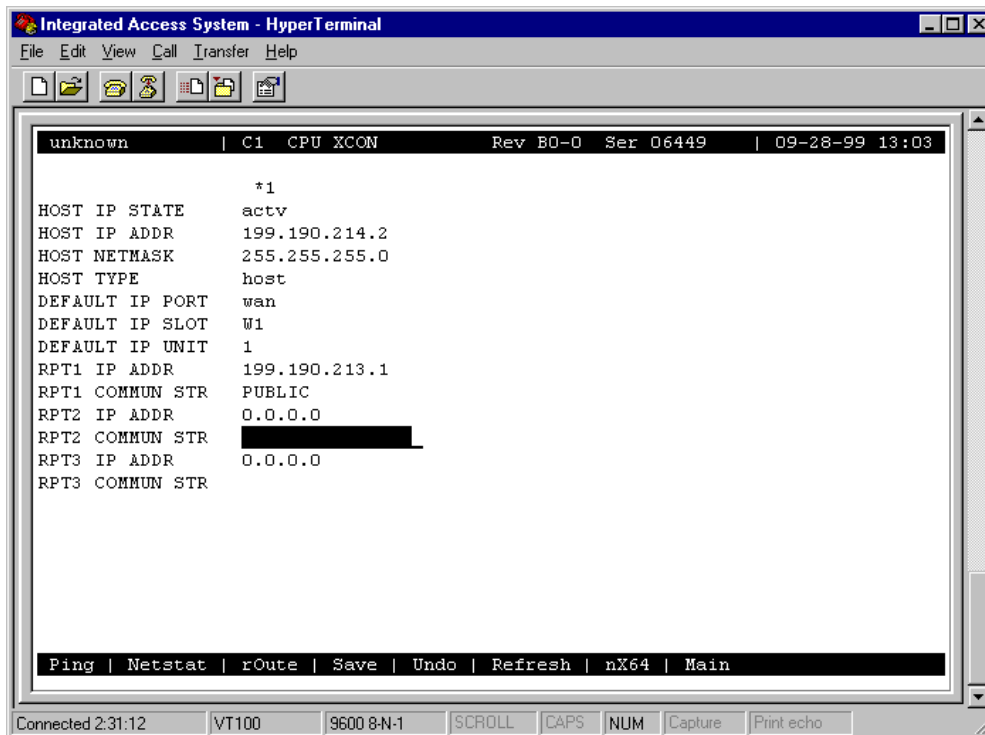 Integrated Access System - HyperTerminal
File Edit View Call Transfer Help
unknown | C1 CPU XCON Rev B0-0 Ser 06449 | 09-28-99 13:03
*1
HOST IP STATE actv
HOST IP ADDR 199.190.214.2
HOST NETMASK 255.255.255.0
HOST TYPE host
DEFAULT IP PORT wan
DEFAULT IP SLOT W1
DEFAULT IP UNIT 1
RPT1 IP ADDR 199.190.213.1
RPT1 COMMUN STR PUBLIC
RPT2 IP ADDR 0.0.0.0
RPT2 COMMUN STR
RPT3 IP ADDR 0.0.0.0
RPT3 COMMUN STR
Ping | Netstat | rOute | Save | Undo | Refresh | nX64 | Main
Connected 2:31:12 VT100 9600 8-N-1 SCROLL CAPS NUM Capture Print echo